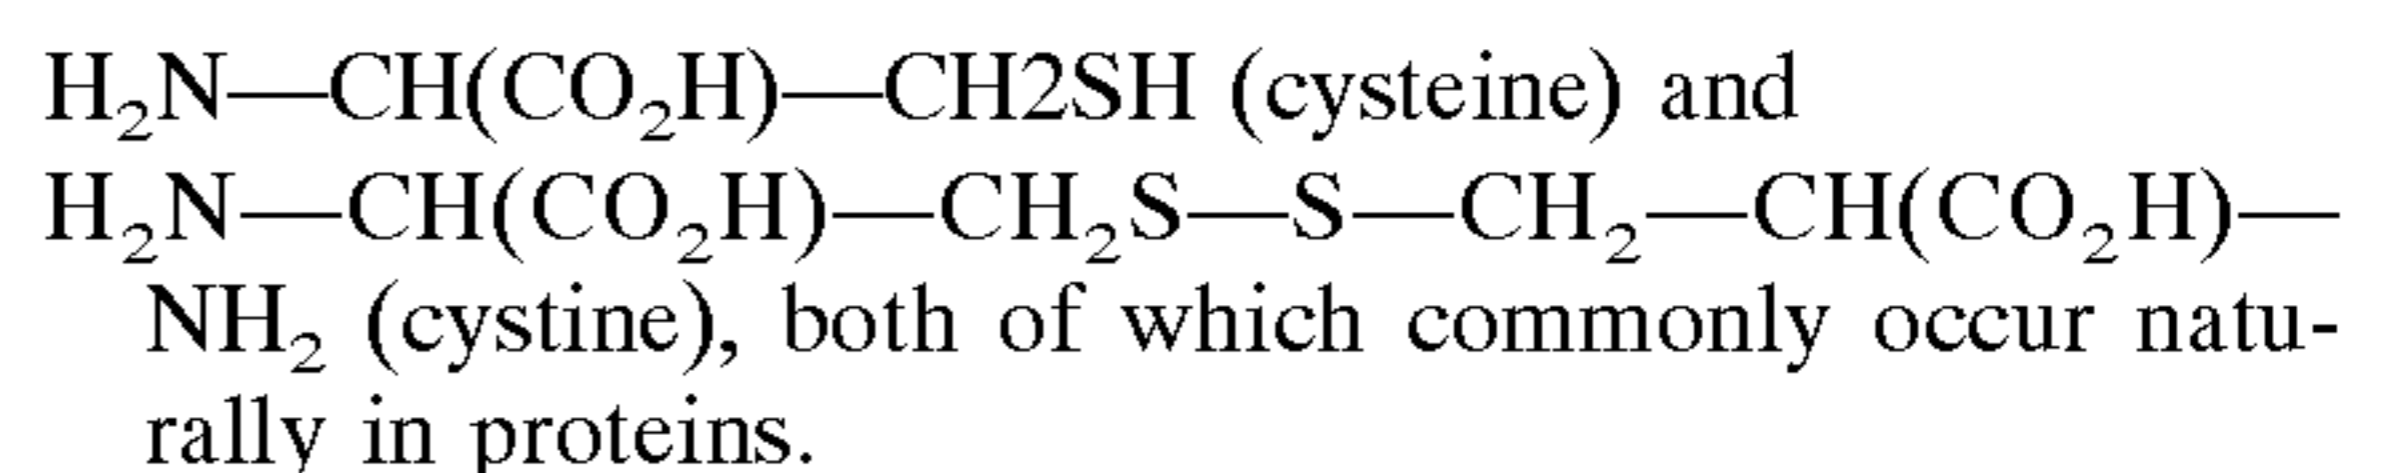 H₂N—CH(CO₂H)—CH2SH (cysteine) and
H₂N—CH(CO₂H)—CH₂S—S—CH₂—CH(CO₂H)—
NH₂ (cystine), both of which commonly occur natu-
rally in proteins.